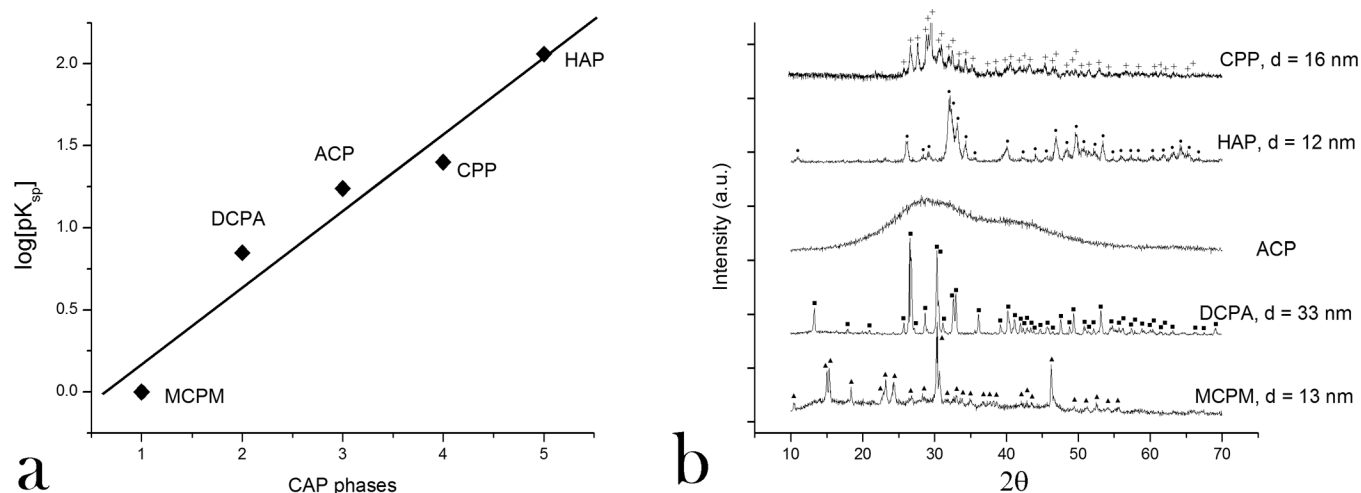 2.0
1.5
1.0
0.5
0.0
log[pKsp]
HAP
CPP
ACP
DCPA
MCPM
1 2 3 4 5
CAP phases
a
CPP, d = 16 nm
HAP, d = 12 nm
ACP
DCPA, d = 33 nm
MCPM, d = 13 nm
Intensity (a.u.)
10 20 30 40 50 60 70
2θ
b